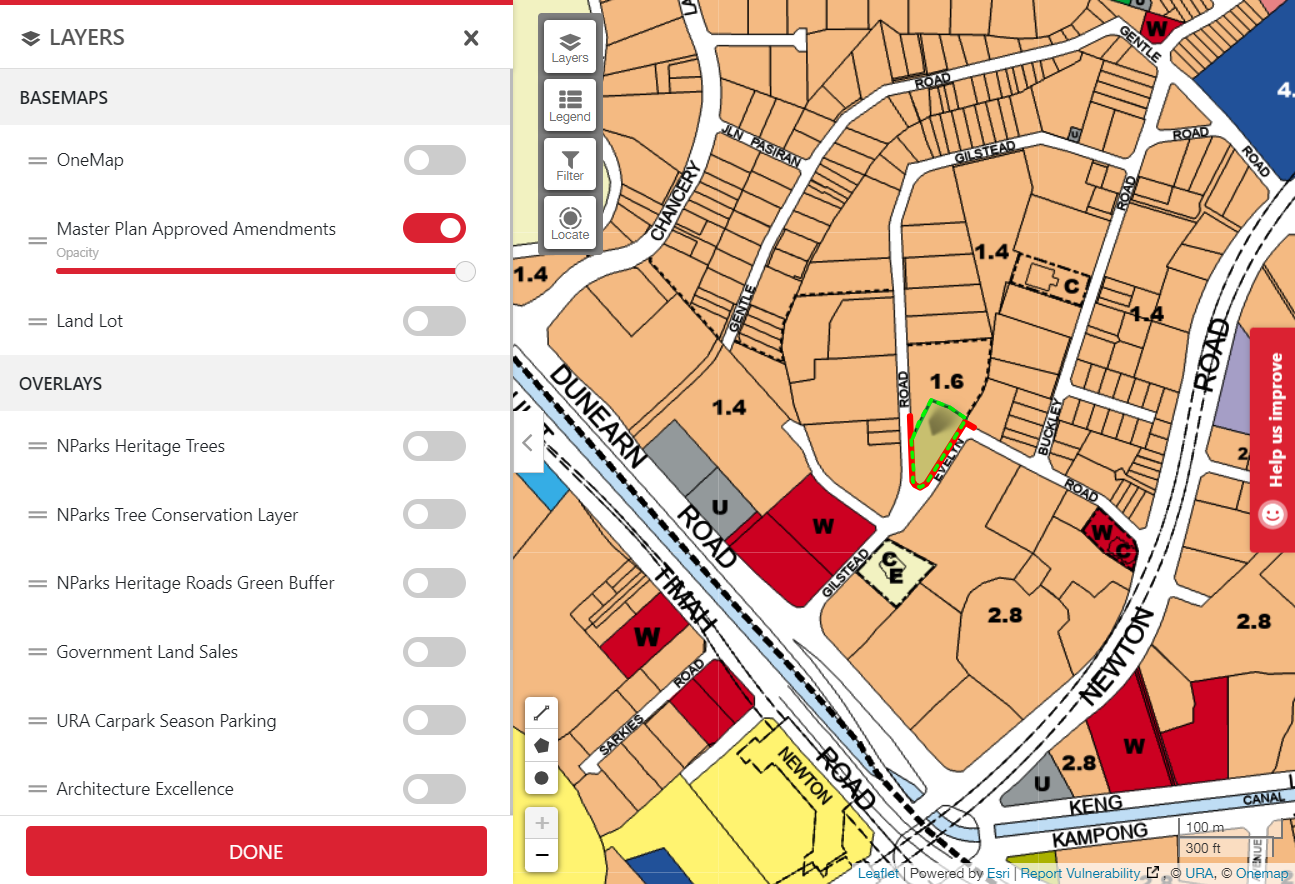 LAYERS
BASEMAPS
OneMap
Master Plan Approved Amendments
Opacity
Land Lot
OVERLAYS
NParks Heritage Trees
NParks Tree Conservation Layer
NParks Heritage Roads Green Buffer
Government Land Sales
URA Carpark Season Parking
Architecture Excellence
DONE
Layers
Legend
Filter
Locate
W
GENTLE
4.
ROAD
JLN PASIRAN
U
ROAD
GILSTEAD
ROAD
CHANCERY
ROAD
1.4
1.4
C
1.4
GENTLE
ROAD
ROAD
1.6
1.4
DUNEARN
BUCKLEY
EVELYN
2
Help us improve
ROAD
U
ROAD
W
W
C
GILSTEAD
C
E
TIMAH
2.8
2.8
W
NEWTON
ROAD
SARKIES
W
NEWTON
ROAD
2.8
U
KENG
CANAL
KAMPONG
AVENUE
100 m
300 ft
Leaflet | Powered by Esri | Report Vulnerability , © URA, © Onemap